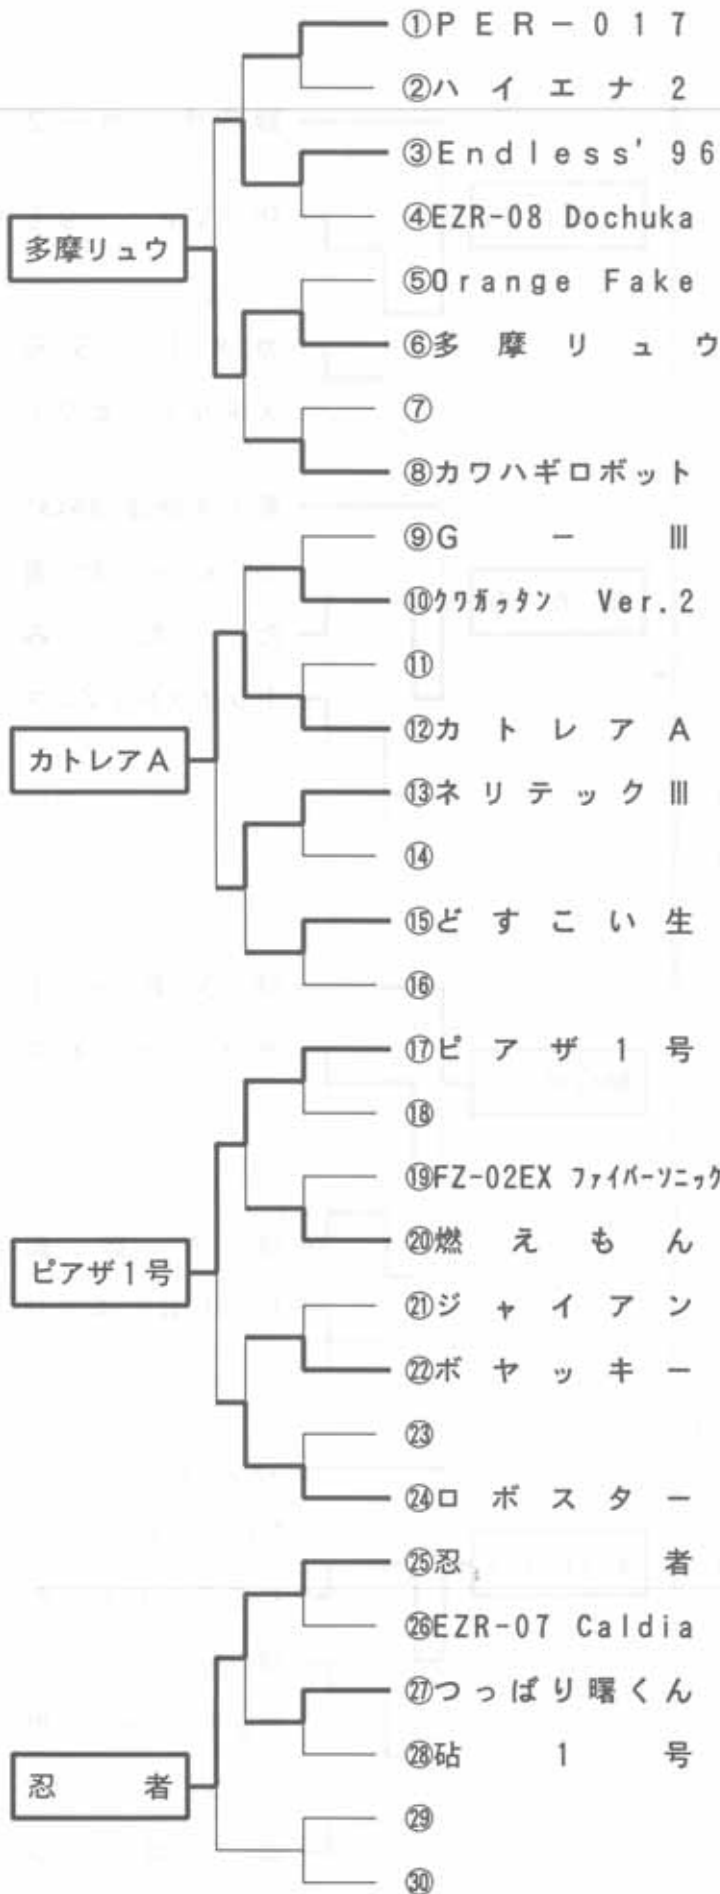 ①PER-017
②ハイエナ2
③Endless'96
④EZR-08 Dochuka
多摩リュウ
⑤Orange Fake
⑥多摩リュウ
⑦
⑧カワハギロボット
⑨G-Ⅲ
⑩クワガッタン Ver.2
⑪
⑫カトレアA
カトレアA
⑬ネリテックⅢ
⑭
⑮どすこい生
⑯
⑰ピアザ1号
⑱
⑲FZ-02EX ファイバーソニック
⑳燃えもん
ピアザ1号
㉑ジャイアン
㉒ボヤッキー
㉓
㉔ロボスター
㉕忍者
㉖EZR-07 Caldia
㉗つっぱり曙くん
㉘砧1号
忍者
㉙
㉚